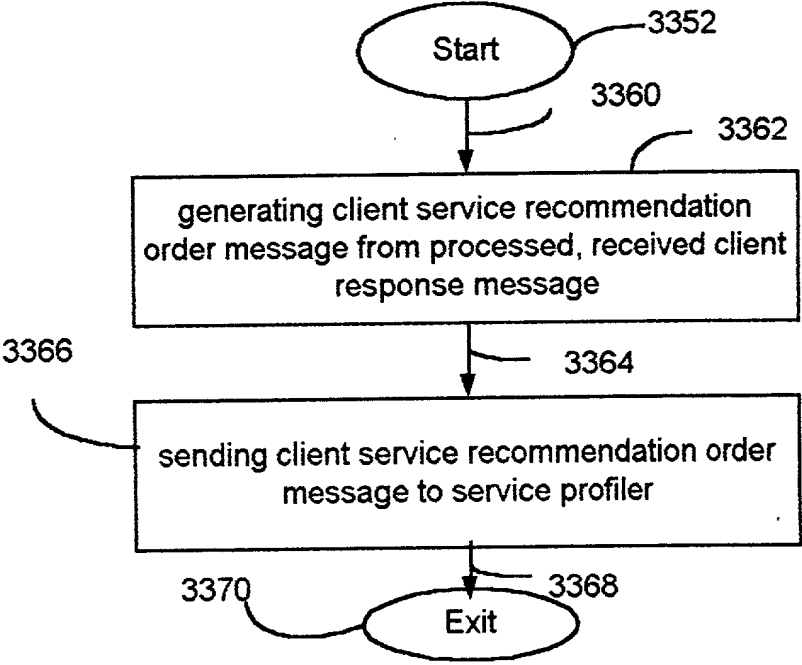 Start
3352
3360
3362
generating client service recommendation
order message from processed, received client
response message
3364
3366
sending client service recommendation order
message to service profiler
3368
3370
Exit